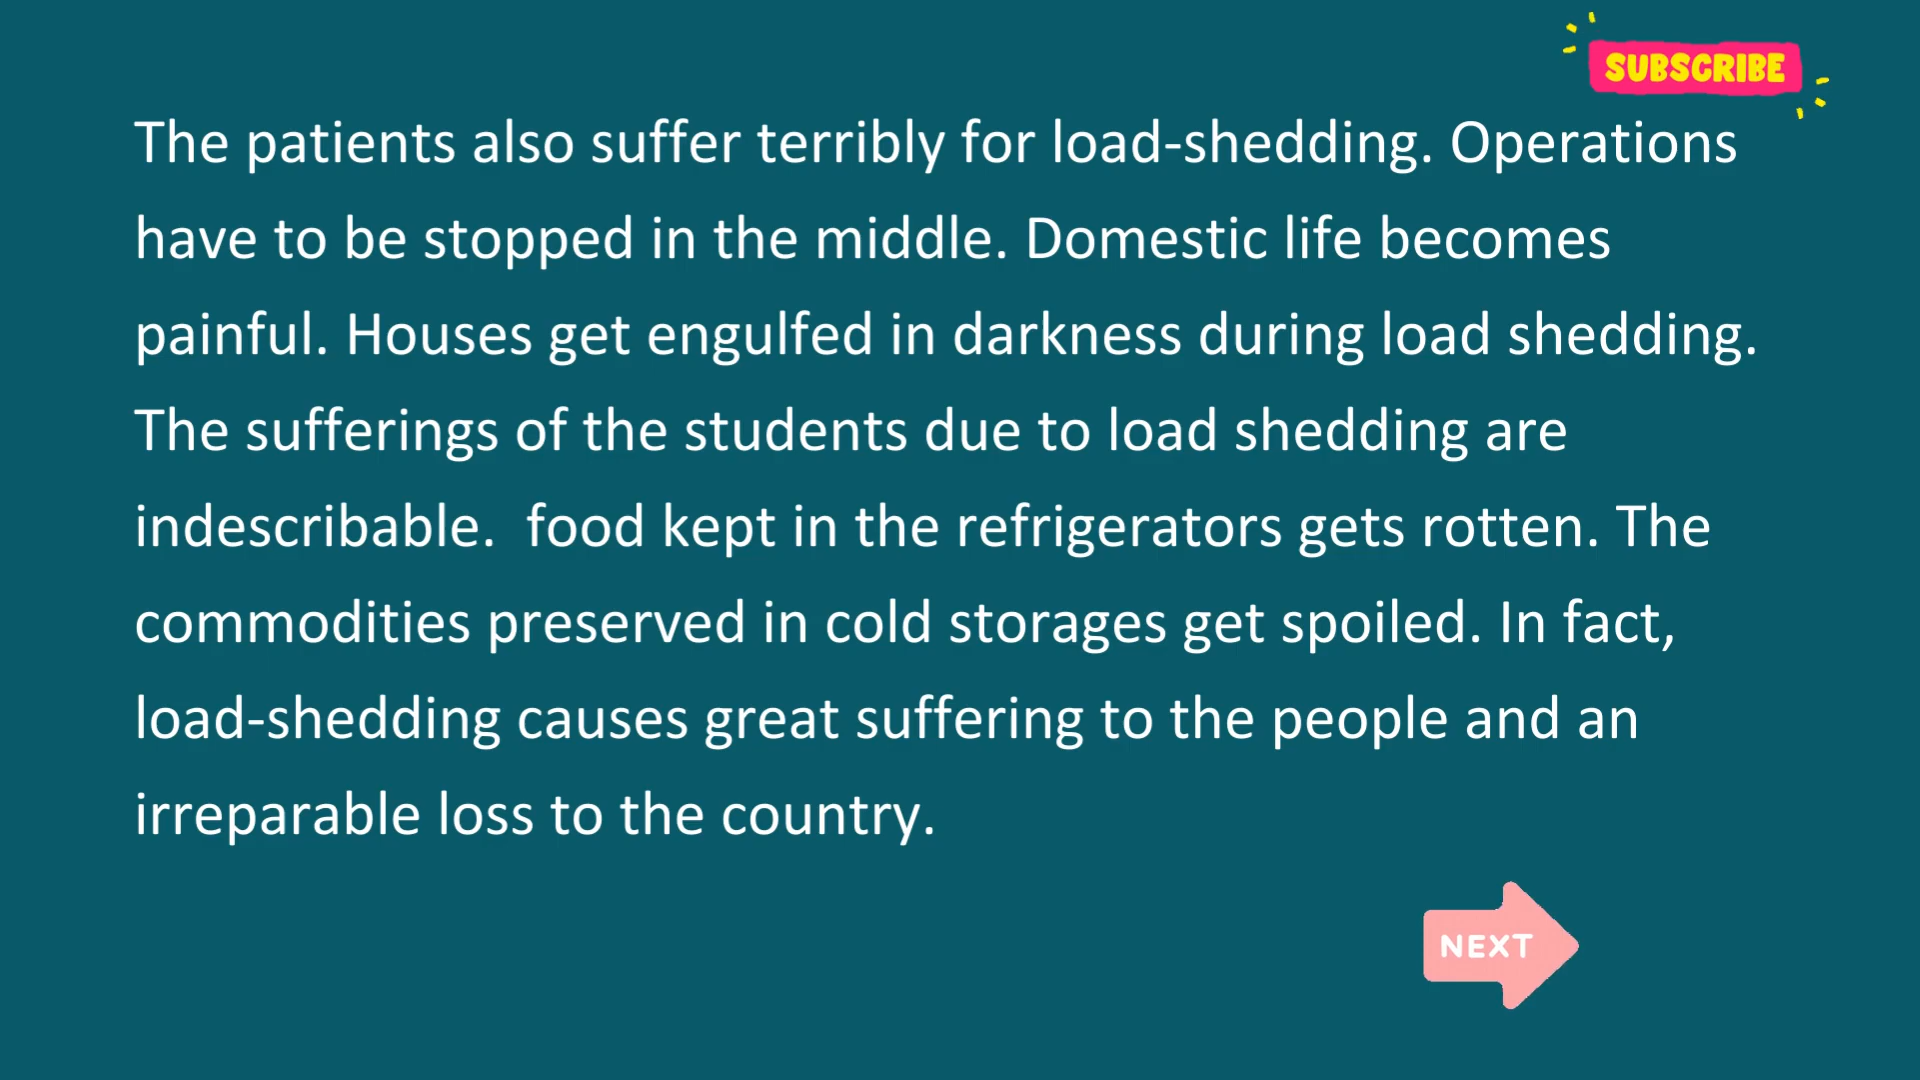 SUBSCRIBE
The patients also suffer terribly for load-shedding. Operations
have to be stopped in the middle. Domestic life becomes
painful. Houses get engulfed in darkness during load shedding.
The sufferings of the students due to load shedding are
indescribable.  food kept in the refrigerators gets rotten. The
commodities preserved in cold storages get spoiled. In fact,
load-shedding causes great suffering to the people and an
irreparable loss to the country.
NEXT